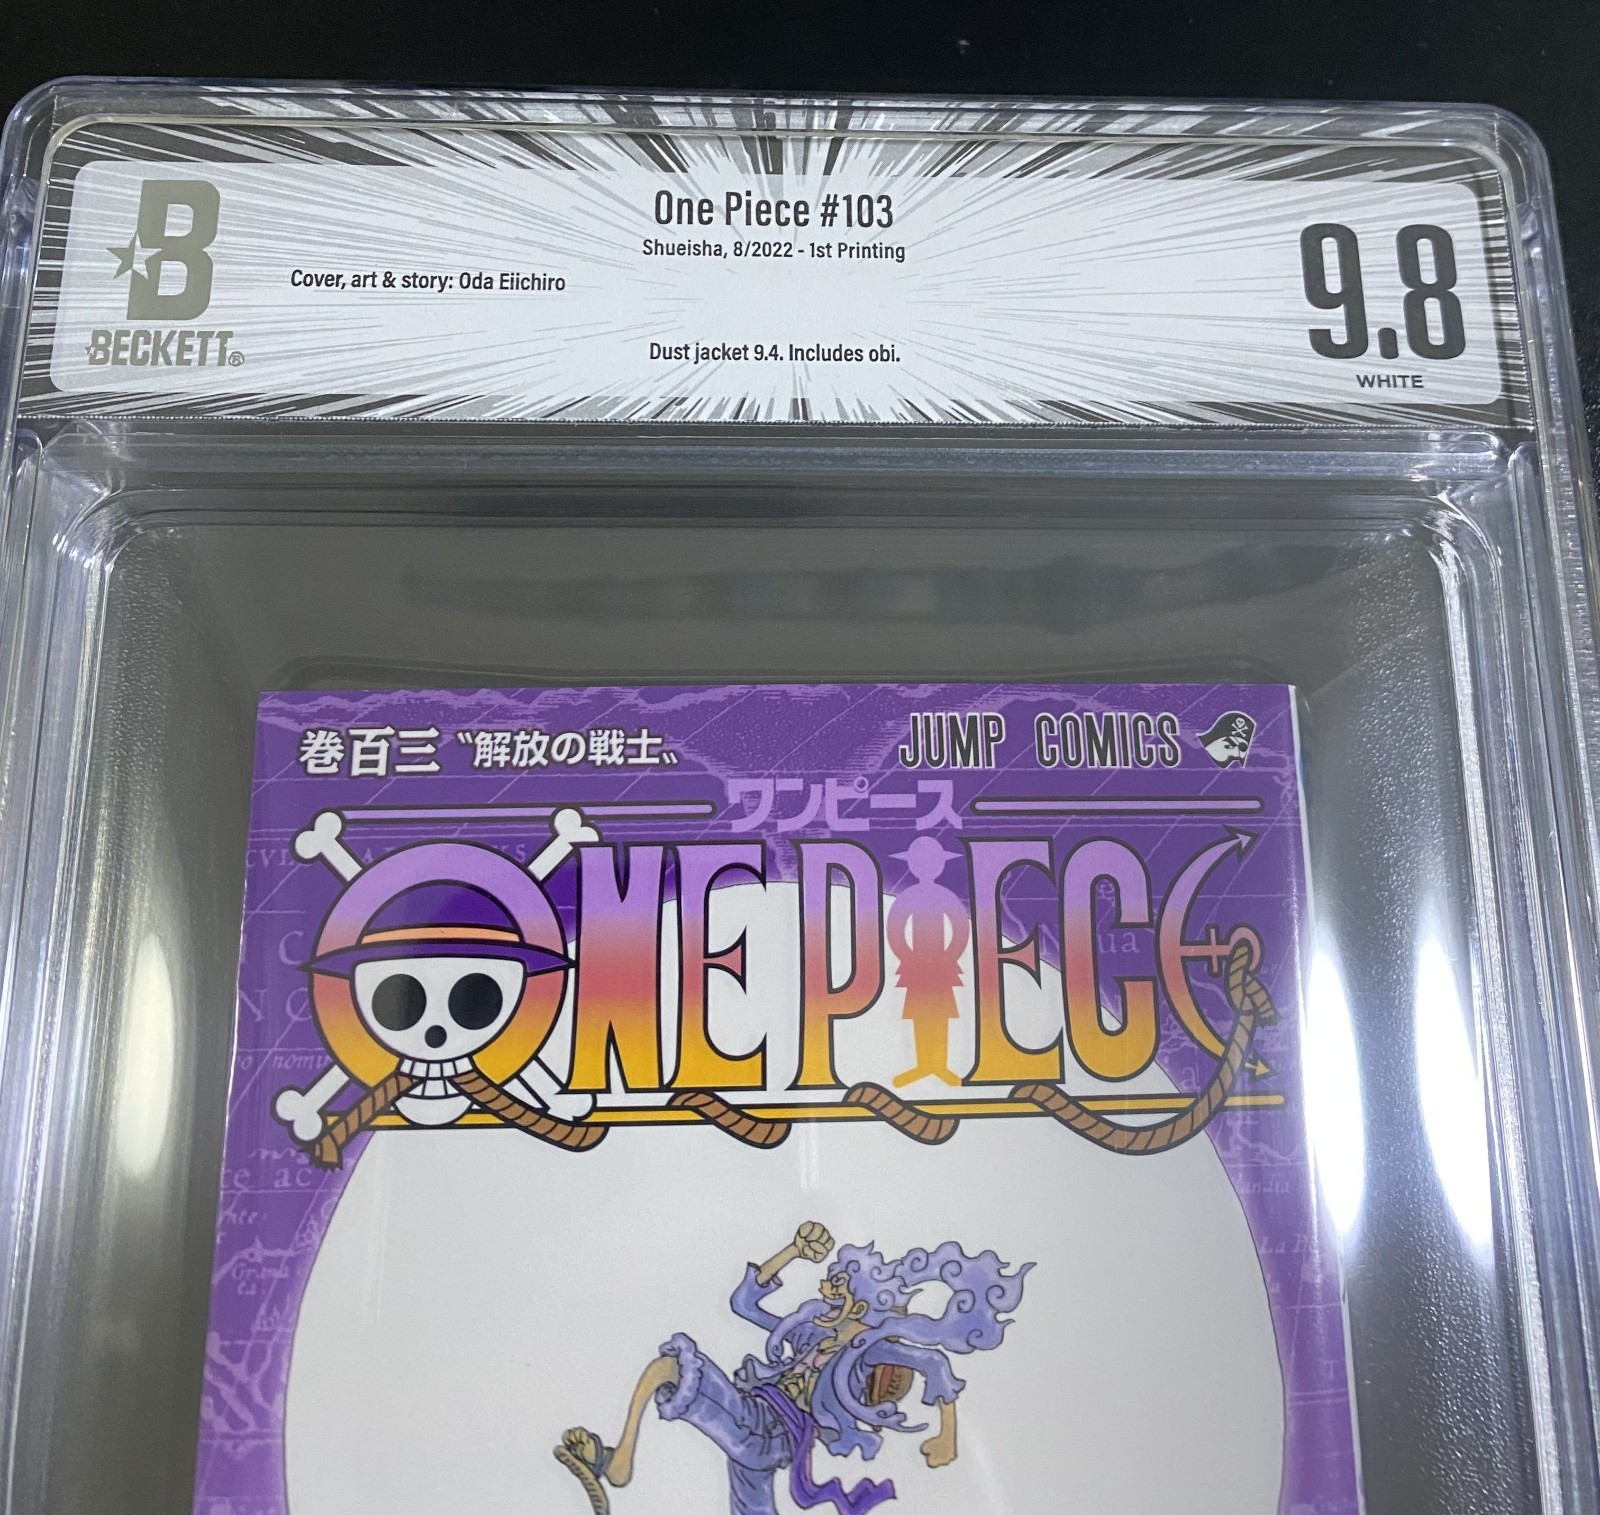 One Piece #103
Shueisha, 8/2022 - 1st Printing
Cover, art & story: Oda Eiichiro
Dust jacket 9.4. Includes obi.
B
BECKETT®
9.8
WHITE
巻百三 〝解放の戦士〟
JUMP COMICS
ワンピース
ONE PIECE